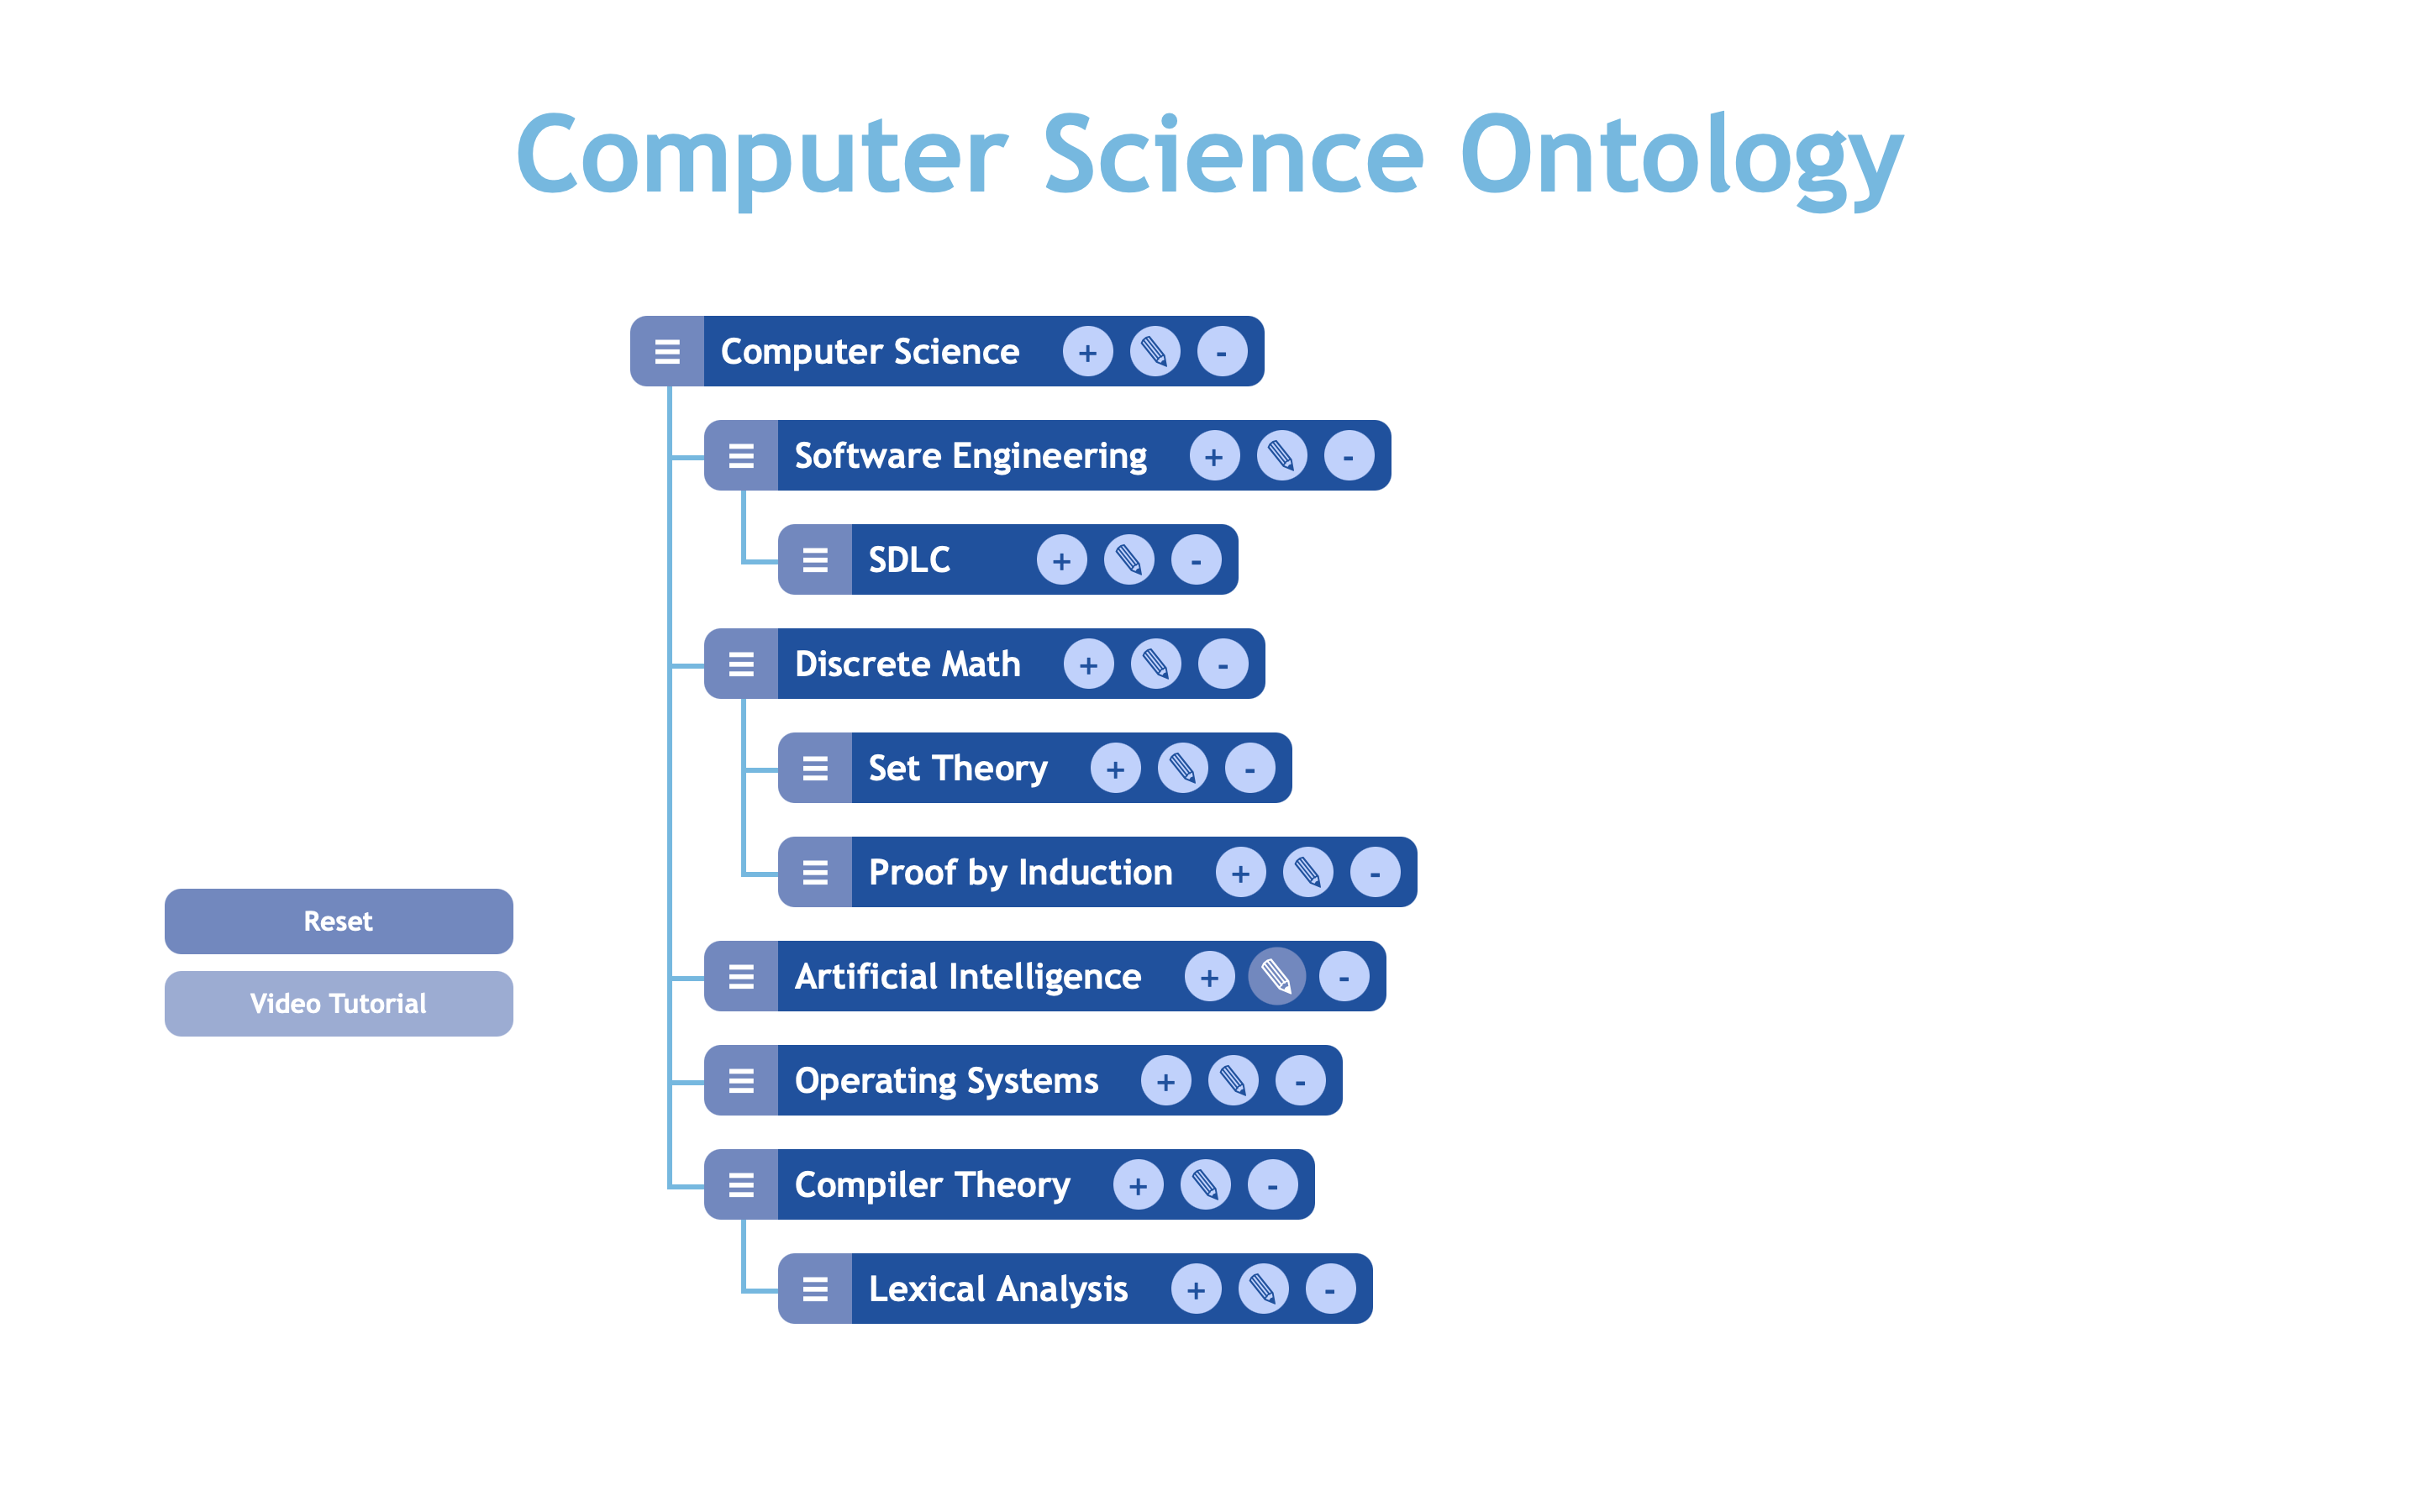 Computer Science Ontology
Computer Science + -
Software Engineering + -
SDLC + -
Discrete Math + -
Set Theory + -
Proof by Induction + -
Reset
Artificial Intelligence + -
Video Tutorial
Operating Systems + -
Compiler Theory + -
Lexical Analysis + -